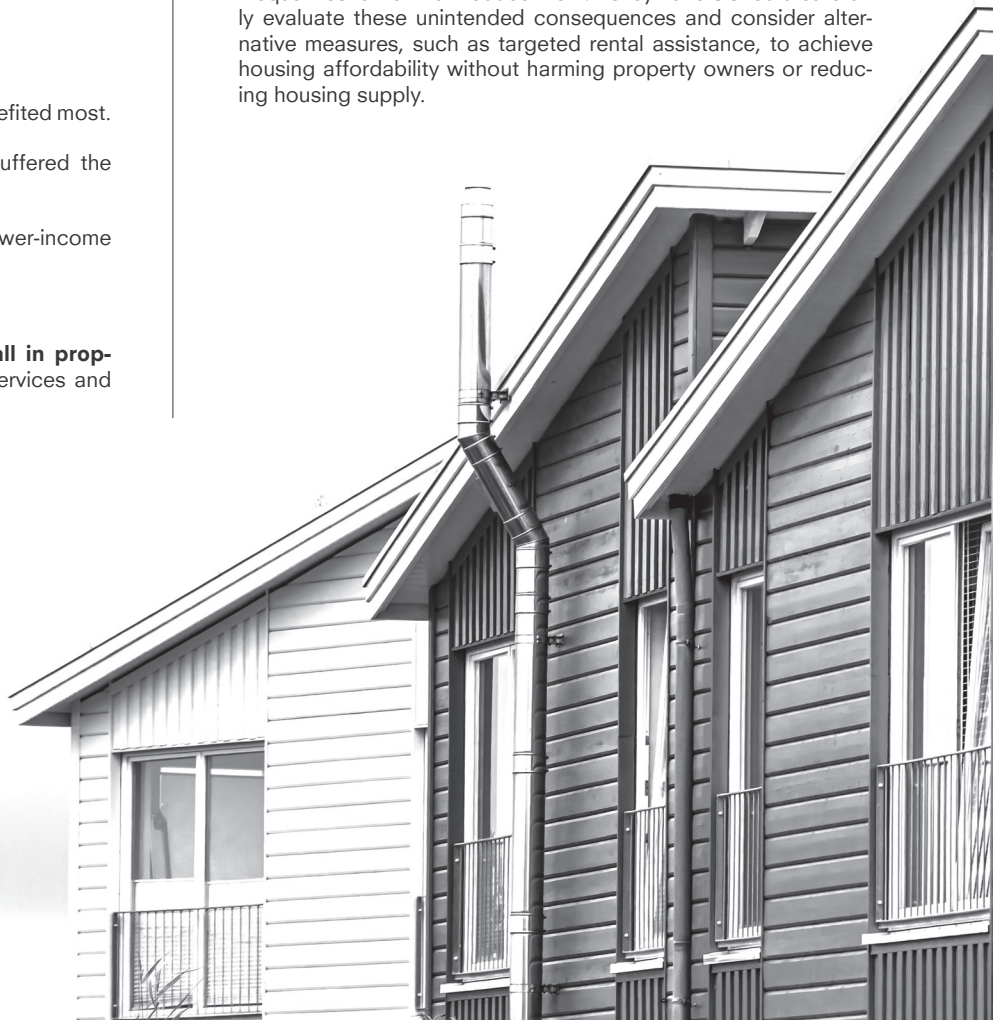 efited most.
uffered the
wer-income
all in prop-
ervices and
ly evaluate these unintended consequences and consider alter-
native measures, such as targeted rental assistance, to achieve
housing affordability without harming property owners or reduc-
ing housing supply.